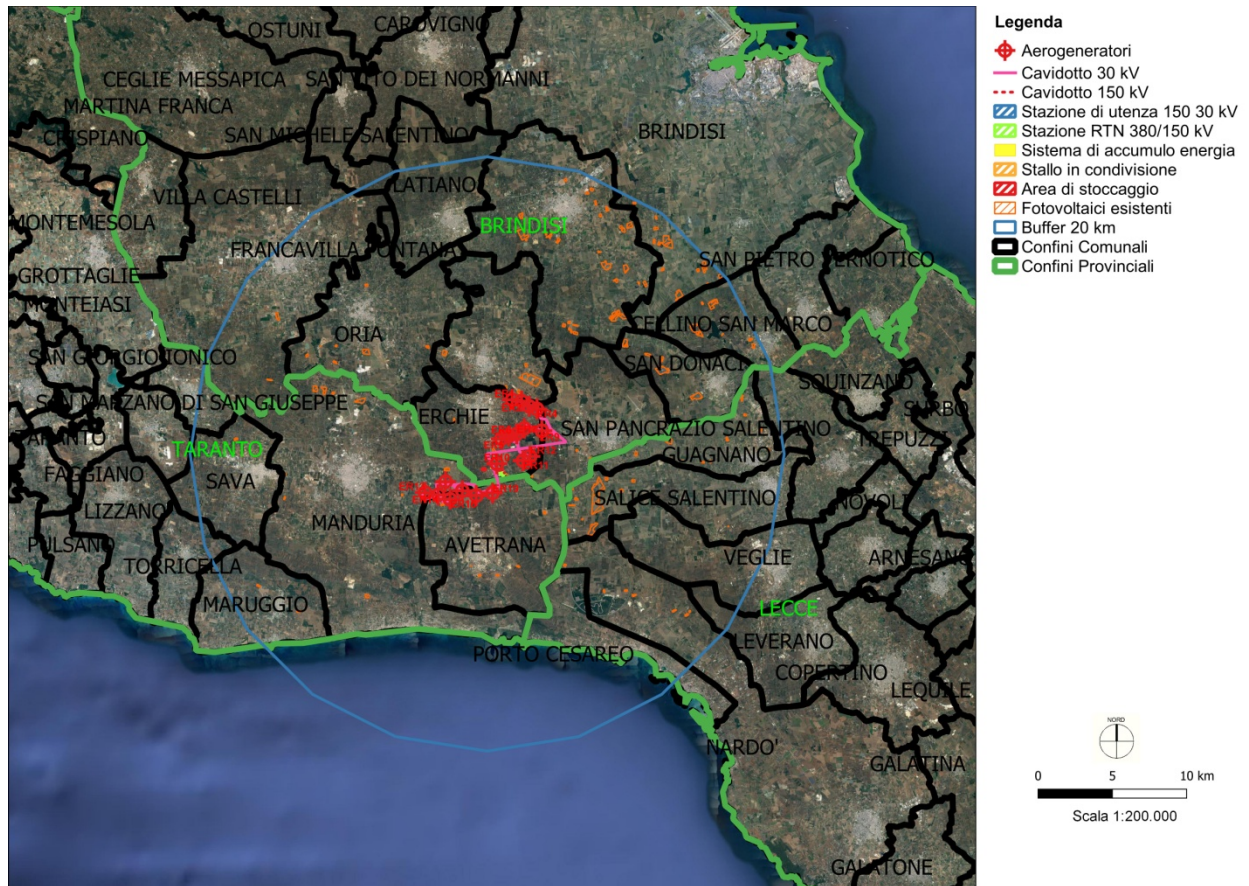 OSTUNI
CAROVIGNO
CEGLIE MESSAPICA
SAN VITO DEI NORMANNI
MARTINA FRANCA
CRISPIANO
SAN MICHELE SALENTINO
BRINDISI
LATIANO
VILLA CASTELLI
MONTEMESOLA
BRINDISI
FRANCAVILLA FONTANA
SAN PIETRO VERNOTICO
GROTTAGLIE
MONTEIASI
CELLINO SAN MARCO
ORIA
SAN GIORGIO IONICO
SAN DONACI
SQUINZANO
SAN MARZANO DI SAN GIUSEPPE
SURBO
ERCHIE
SAN PANCRAZIO SALENTINO
TARANTO
TREPUZZI
TARANTO
GUAGNANO
FAGGIANO
SAVA
SALICE SALENTINO
NOVOLI
LIZZANO
MANDURIA
AVETRANA
PULSANO
VEGLIE
ARNESANO
TORRICELLA
MARUGGIO
LECCE
LEVERANO
PORTO CESAREO
COPERTINO
LEQUILE
NARDO'
GALATINA
GALATONE
Legenda
Aerogeneratori
Cavidotto 30 kV
Cavidotto 150 kV
Stazione di utenza 150 30 kV
Stazione RTN 380/150 kV
Sistema di accumulo energia
Stallo in condivisione
Area di stoccaggio
Fotovoltaici esistenti
Buffer 20 km
Confini Comunali
Confini Provinciali
NORD
0 5 10 km
Scala 1:200.000